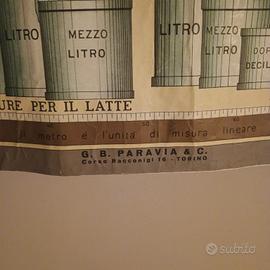 LITRO
MEZZO
LITRO
LITRO
MEZZO
LITRO
DOP
DECIL
URE PER IL LATTE
il metro è l'unità di misura lineare
G. B. PARAVIA & C.
Corso Racconigi 16 - TORINO
subito